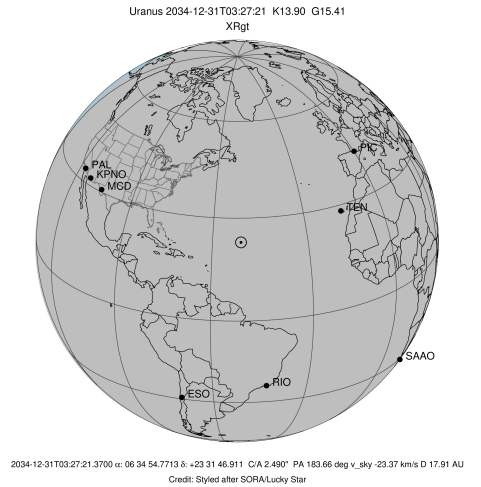 Uranus 2034-12-31T03:27:21 K13.90 G15.41
XRgt
PIC
PAL
KPNO
MCD
TEN
SAAO
RIO
ESO
2034-12-31T03:27:21.3700 α: 06 34 54.7713 δ: +23 31 46.911 C/A 2.490" PA 183.66 deg v_sky -23.37 km/s D 17.91 AU
Credit: Styled after SORA/Lucky Star